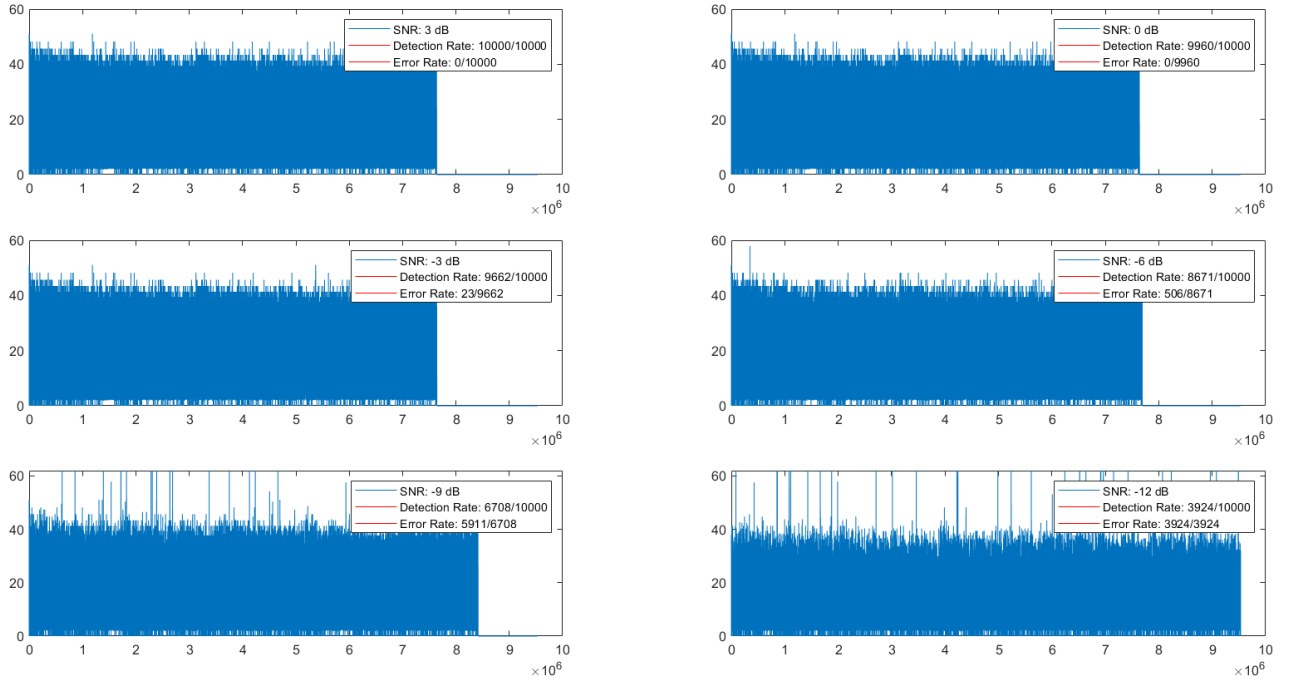 60
40
20
0
0 1 2 3 4 5 6 7 8 9 10
×10^6
SNR: 3 dB
Detection Rate: 10000/10000
Error Rate: 0/10000
60
40
20
0
0 1 2 3 4 5 6 7 8 9 10
×10^6
SNR: 0 dB
Detection Rate: 9960/10000
Error Rate: 0/9960
60
40
20
0
0 1 2 3 4 5 6 7 8 9 10
×10^6
SNR: -3 dB
Detection Rate: 9662/10000
Error Rate: 23/9662
60
40
20
0
0 1 2 3 4 5 6 7 8 9 10
×10^6
SNR: -6 dB
Detection Rate: 8671/10000
Error Rate: 506/8671
60
40
20
0
0 1 2 3 4 5 6 7 8 9 10
×10^6
SNR: -9 dB
Detection Rate: 6708/10000
Error Rate: 5911/6708
60
40
20
0
0 1 2 3 4 5 6 7 8 9 10
×10^6
SNR: -12 dB
Detection Rate: 3924/10000
Error Rate: 3924/3924